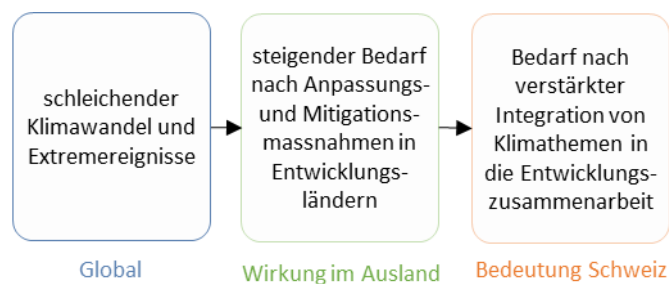 schleichender
Klimawandel und
Extremereignisse
steigender Bedarf
nach Anpassungs-
und Mitigations-
massnahmen in
Entwicklungs-
ländern
Bedarf nach
verstärkter
Integration von
Klimathemen in
die Entwicklungs-
zusammenarbeit
Global
Wirkung im Ausland
Bedeutung Schweiz